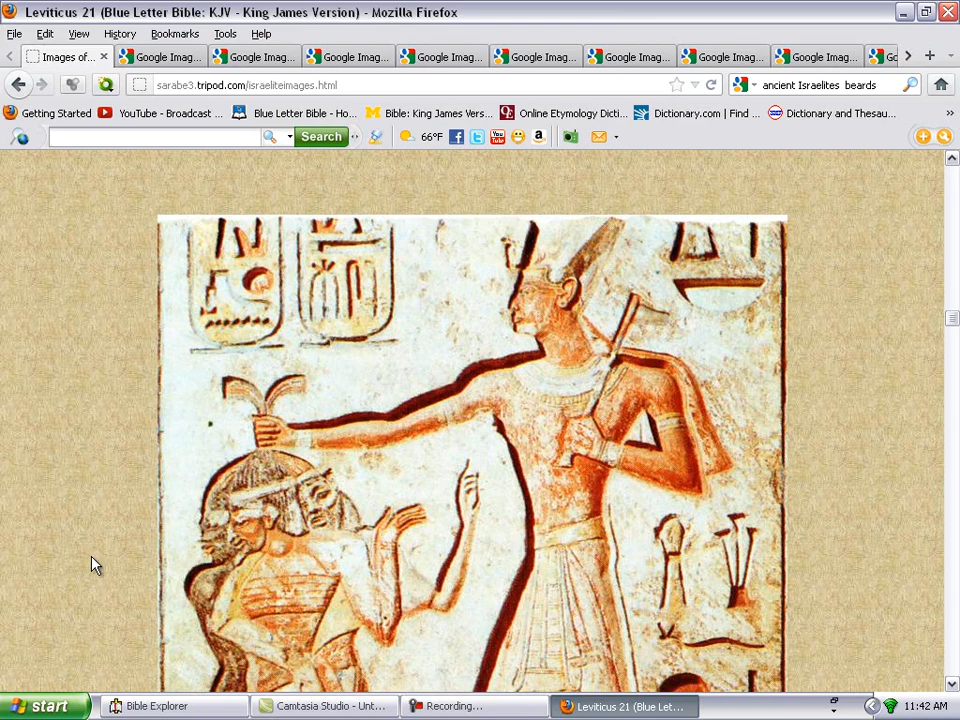 Leviticus 21 (Blue Letter Bible: KJV - King James Version) - Mozilla Firefox
File Edit View History Bookmarks Tools Help
Images of... Google Imag... Google Imag... Google Imag... Google Imag... Google Imag... Google Imag... Google Imag... Google Imag... Go
sarabe3.tripod.com/israeliteimages.html
ancient Israelites beards
Getting Started YouTube - Broadcast ... Blue Letter Bible - Ho... Bible: King James Vers... Online Etymology Dicti... Dictionary.com | Find ... Dictionary and Thesau...
Search 66°F
start Bible Explorer Camtasia Studio - Unt... Recording... Leviticus 21 (Blue Let... 11:42 AM